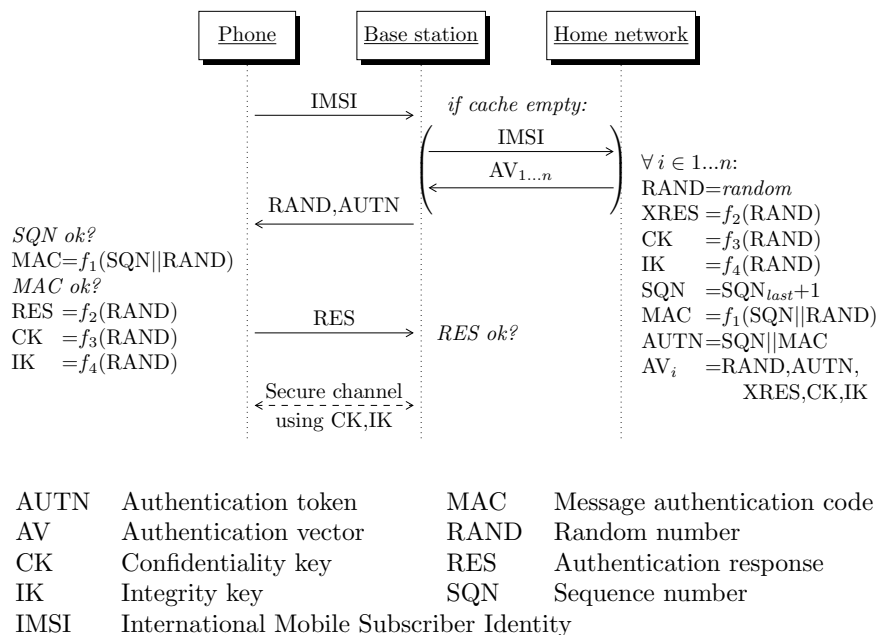 Phone Base station Home network
IMSI
if cache empty:
IMSI
AV1...n
RAND,AUTN
SQN ok?
MAC=f1(SQN||RAND)
MAC ok?
RES =f2(RAND)
CK =f3(RAND)
IK =f4(RAND)
RES
RES ok?
Secure channel
using CK,IK
∀ i ∈ 1...n:
RAND=random
XRES =f2(RAND)
CK =f3(RAND)
IK =f4(RAND)
SQN =SQNlast+1
MAC =f1(SQN||RAND)
AUTN=SQN||MAC
AVi =RAND,AUTN,
XRES,CK,IK
AUTN Authentication token MAC Message authentication code
AV Authentication vector RAND Random number
CK Confidentiality key RES Authentication response
IK Integrity key SQN Sequence number
IMSI International Mobile Subscriber Identity